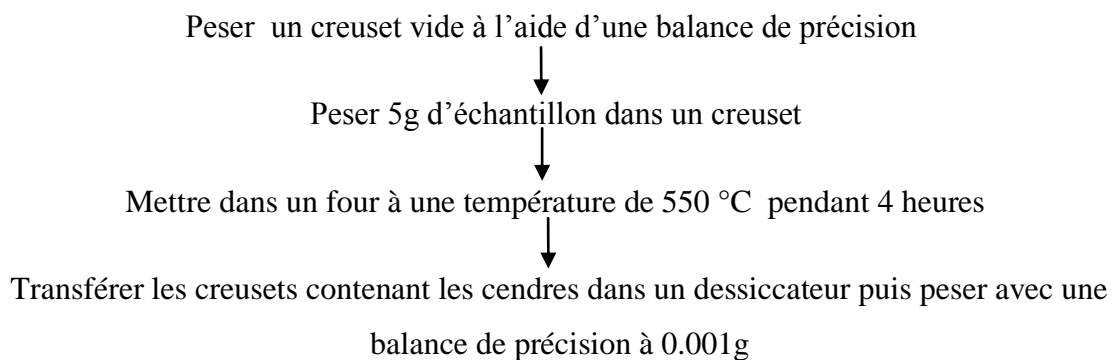 Peser un creuset vide à l’aide d’une balance de précision
Peser 5g d’échantillon dans un creuset
Mettre dans un four à une température de 550 °C pendant 4 heures
Transférer les creusets contenant les cendres dans un dessiccateur puis peser avec une
balance de précision à 0.001g